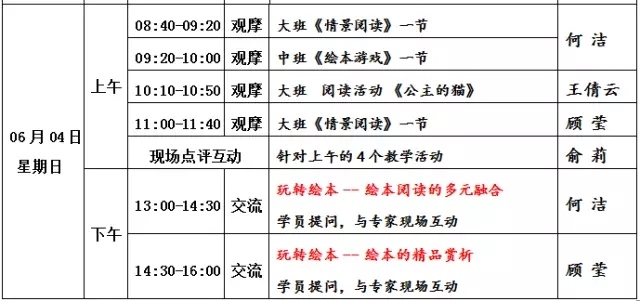 06月04日
星期日
上午
08:40-09:20 观摩 大班《情景阅读》一节
何 洁
09:20-10:00 观摩 中班《绘本游戏》一节
10:10-10:50 观摩 大班 阅读活动 《公主的猫》 王倩云
11:00-11:40 观摩 大班《情景阅读》一节 顾 莹
现场点评互动 针对上午的4个教学活动 俞 莉
下午
13:00-14:30 交流 玩转绘本--绘本阅读的多元融合
学员提问，与专家现场互动
何 洁
14:30-16:00 交流 玩转绘本--绘本的精品赏析
学员提问，与专家现场互动
顾 莹